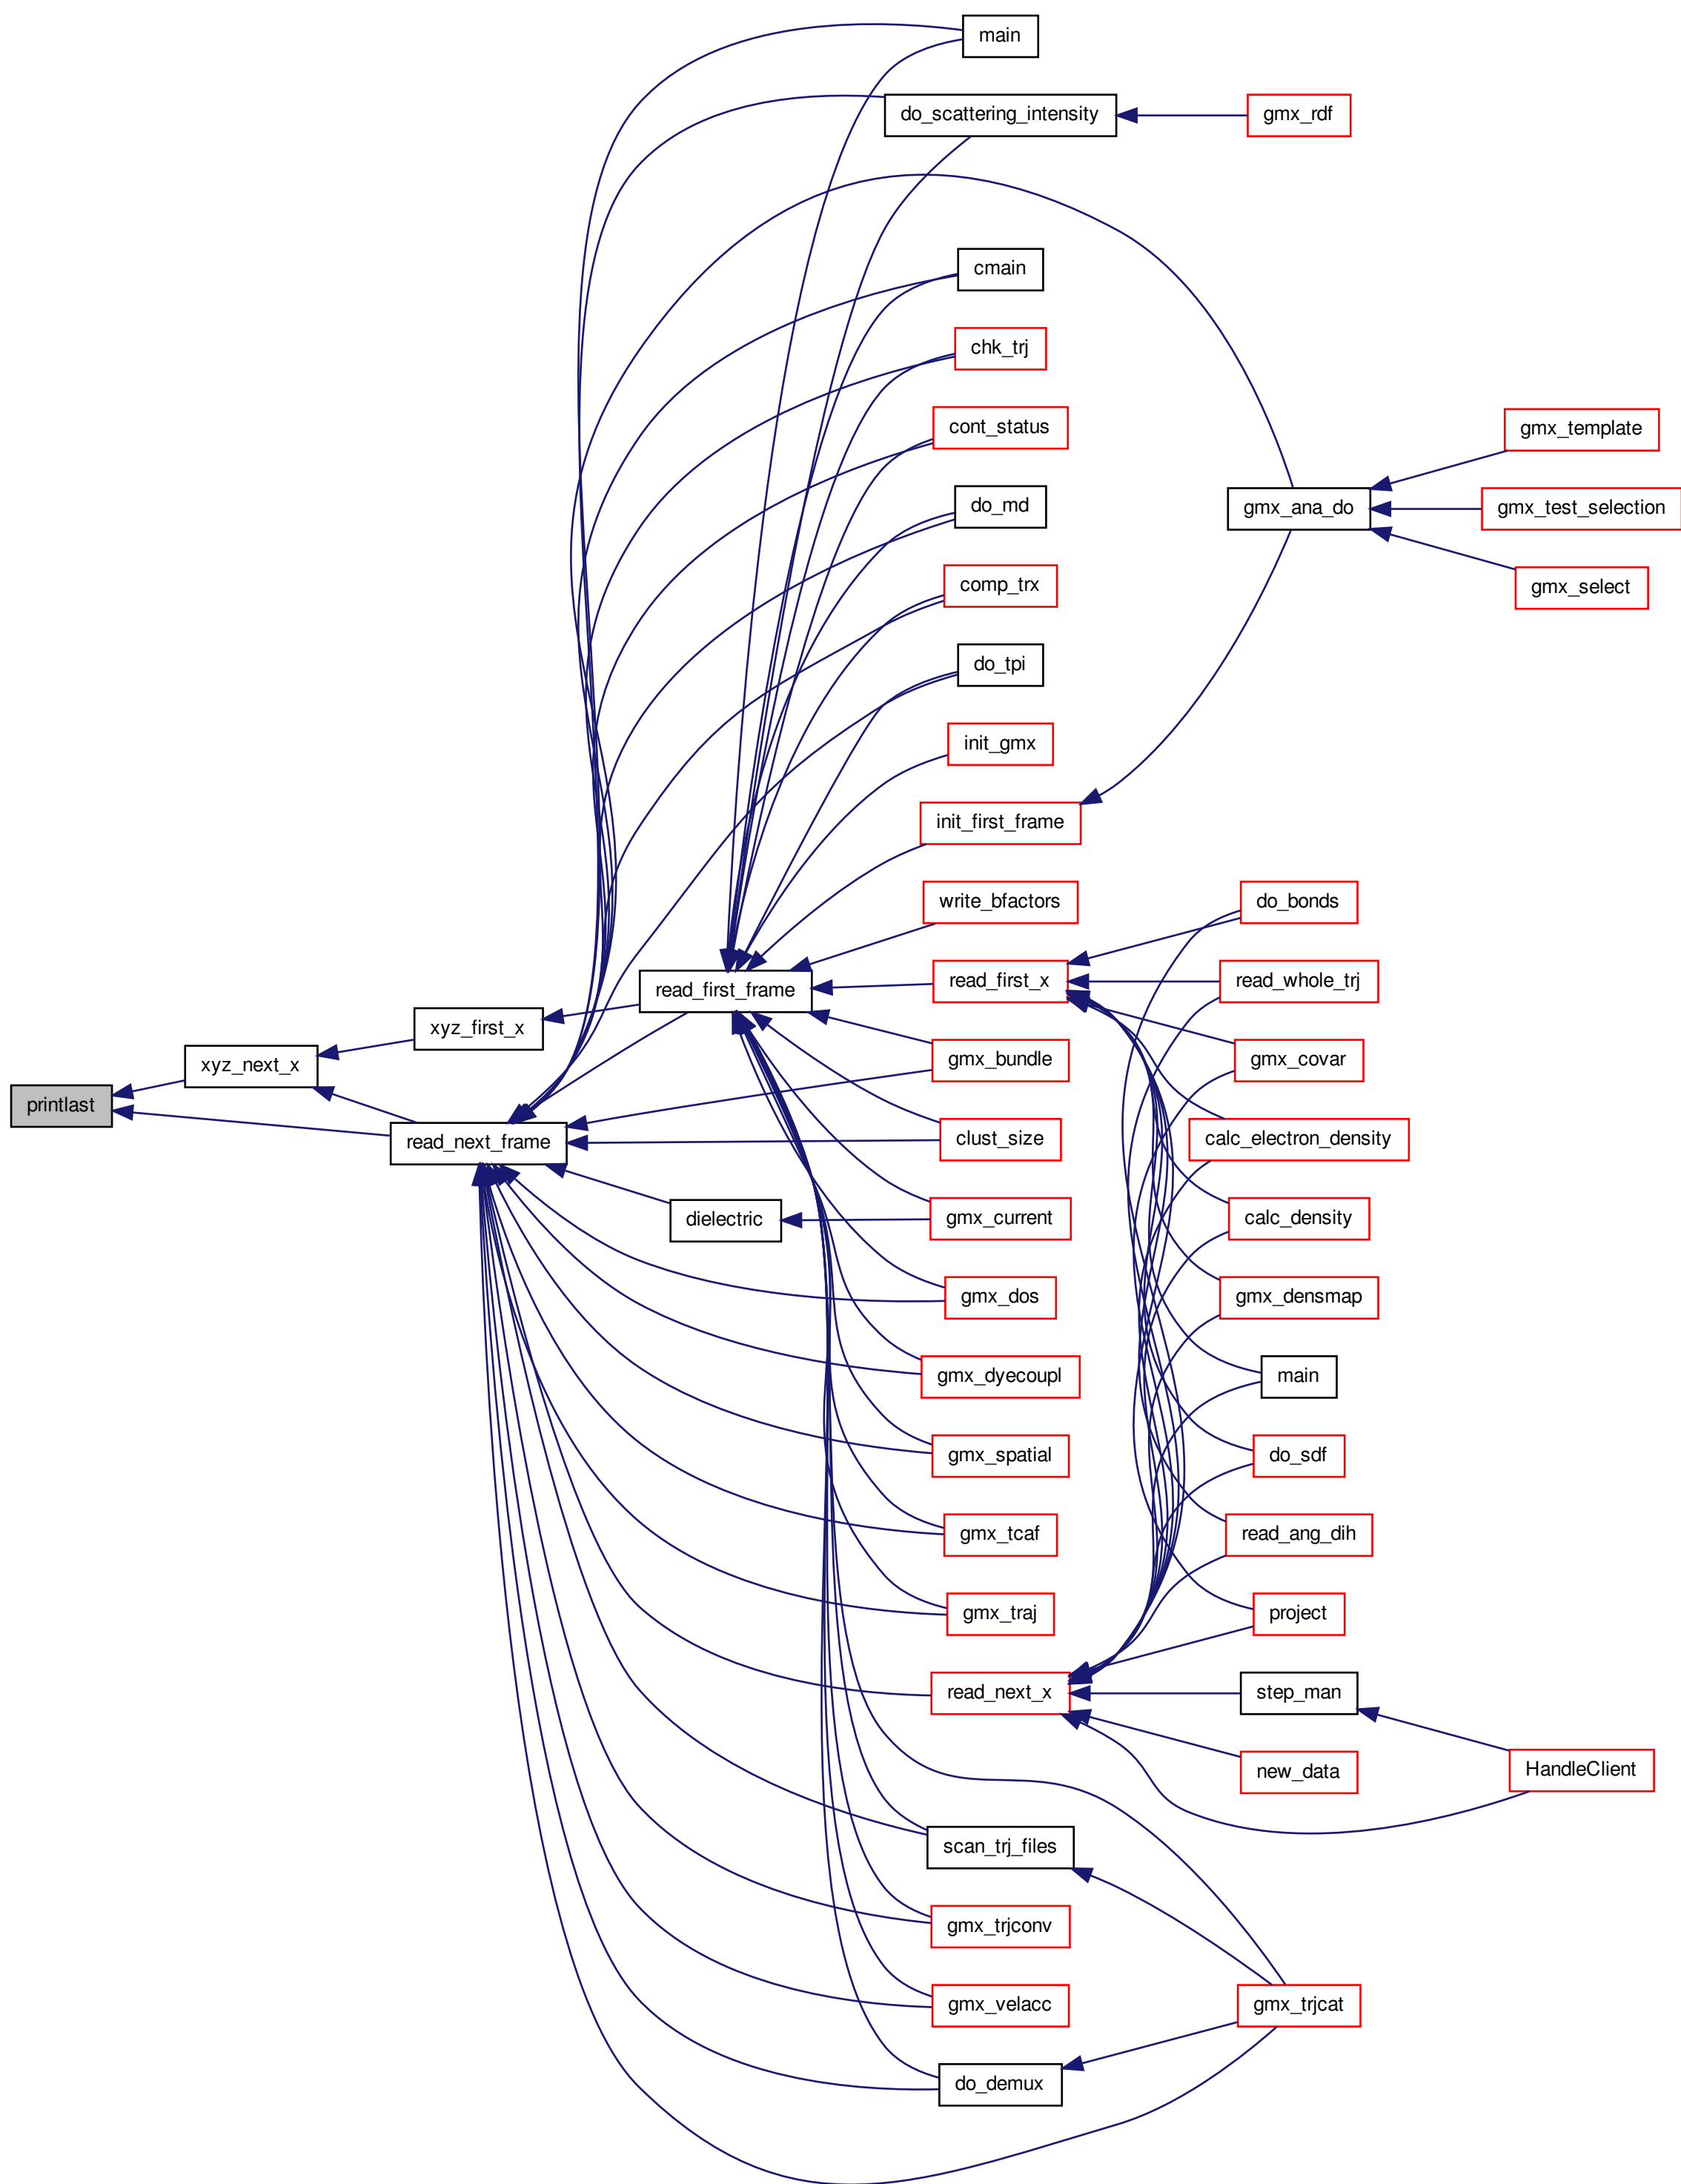 main
do_scattering_intensity
gmx_rdf
cmain
chk_trj
cont_status
gmx_template
do_md
gmx_ana_do
gmx_test_selection
comp_trx
gmx_select
do_tpi
init_gmx
init_first_frame
write_bfactors
do_bonds
read_first_frame
read_first_x
read_whole_trj
xyz_first_x
xyz_next_x
gmx_bundle
gmx_covar
printlast
read_next_frame
clust_size
calc_electron_density
dielectric
gmx_current
calc_density
gmx_dos
gmx_densmap
gmx_dyecoupl
main
gmx_spatial
do_sdf
gmx_tcaf
read_ang_dih
gmx_traj
project
read_next_x
step_man
new_data
HandleClient
scan_trj_files
gmx_trjconv
gmx_velacc
gmx_trjcat
do_demux